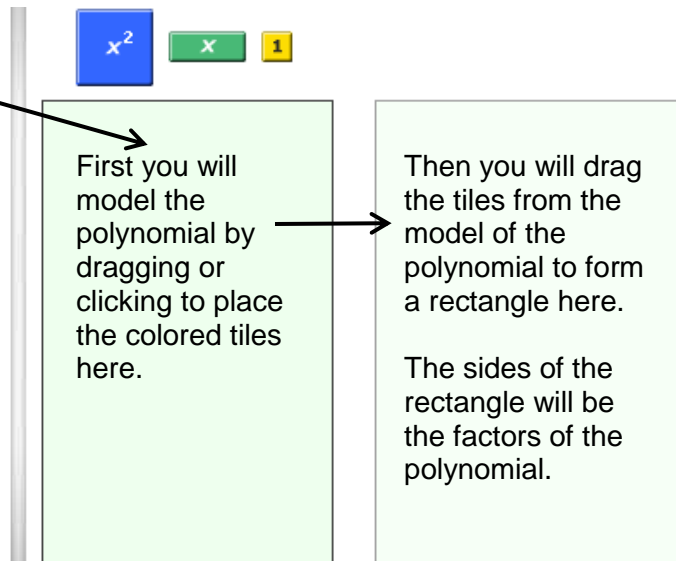 x² x 1
First you will
model the
polynomial by
dragging or
clicking to place
the colored tiles
here.
Then you will drag
the tiles from the
model of the
polynomial to form
a rectangle here.
The sides of the
rectangle will be
the factors of the
polynomial.